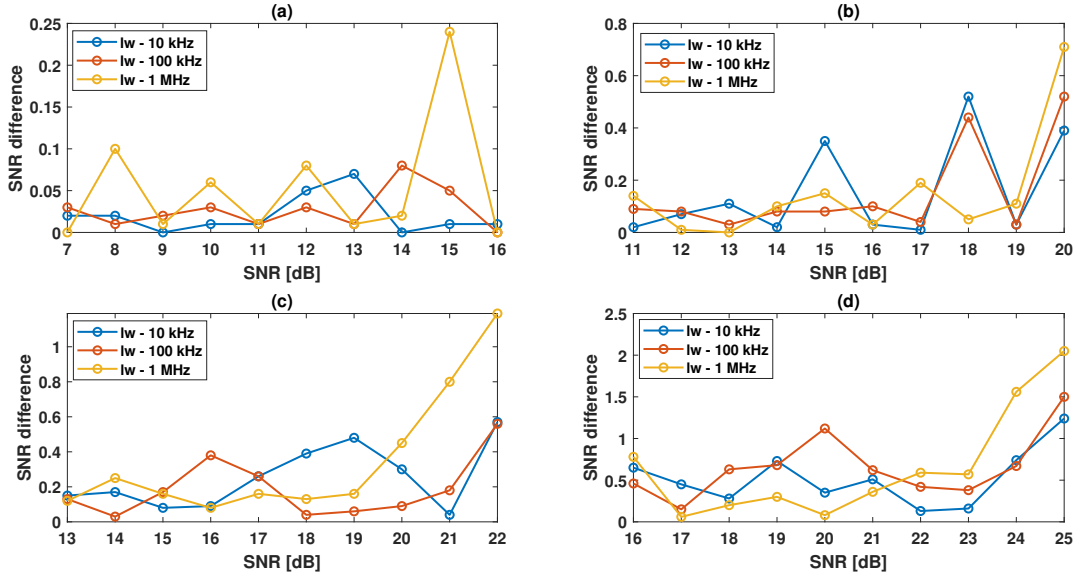 (a)
0.25
0.2
0.15
0.1
0.05
0
SNR difference
lw - 10 kHz
lw - 100 kHz
lw - 1 MHz
7 8 9 10 11 12 13 14 15 16
SNR [dB]
(b)
0.8
0.6
0.4
0.2
0
SNR difference
lw - 10 kHz
lw - 100 kHz
lw - 1 MHz
11 12 13 14 15 16 17 18 19 20
SNR [dB]
(c)
1
0.8
0.6
0.4
0.2
0
SNR difference
lw - 10 kHz
lw - 100 kHz
lw - 1 MHz
13 14 15 16 17 18 19 20 21 22
SNR [dB]
(d)
2.5
2
1.5
1
0.5
0
SNR difference
lw - 10 kHz
lw - 100 kHz
lw - 1 MHz
16 17 18 19 20 21 22 23 24 25
SNR [dB]